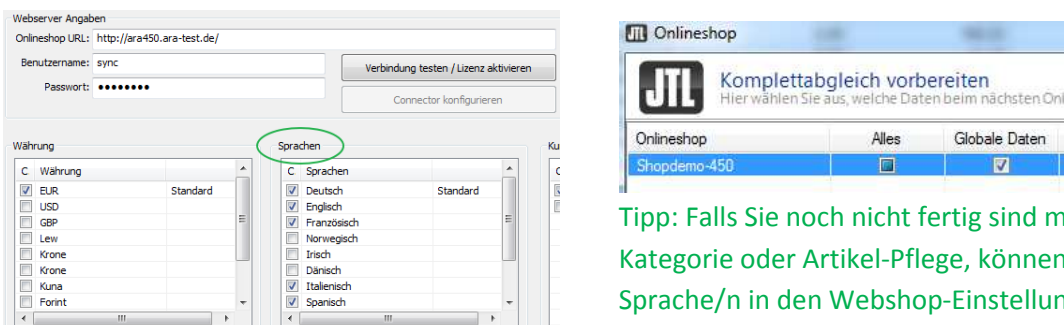 Webserver Angaben
Onlineshop URL: http://ara450.ara-test.de/
Benutzername: sync
Verbindung testen / Lizenz aktivieren
Passwort: ●●●●●●●●
Connector konfigurieren
Währung
C Währung
EUR Standard
USD
GBP
Lew
Krone
Krone
Kuna
Forint
Sprachen
C Sprachen
Deutsch Standard
Englisch
Französisch
Norwegisch
Irisch
Dänisch
Italienisch
Spanisch
Ku
C
Onlineshop
JTL Komplettabgleich vorbereiten
Hier wählen Sie aus, welche Daten beim nächsten Onl
Onlineshop Alles Globale Daten
Shopdemo-450
Tipp: Falls Sie noch nicht fertig sind m
Kategorie oder Artikel-Pflege, können
Sprache/n in den Webshop-Einstellun